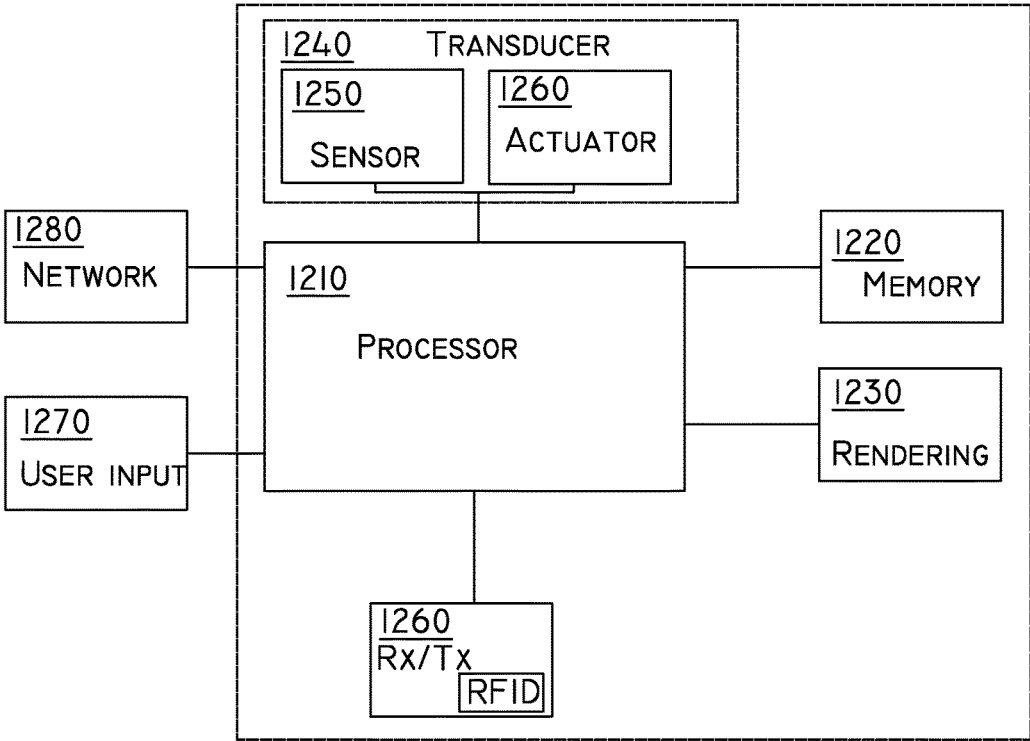 1240 TRANSDUCER
1250
SENSOR
1260
ACTUATOR
1280
NETWORK
1210
PROCESSOR
1220
MEMORY
1270
USER INPUT
1230
RENDERING
1260
RX/TX
RFID